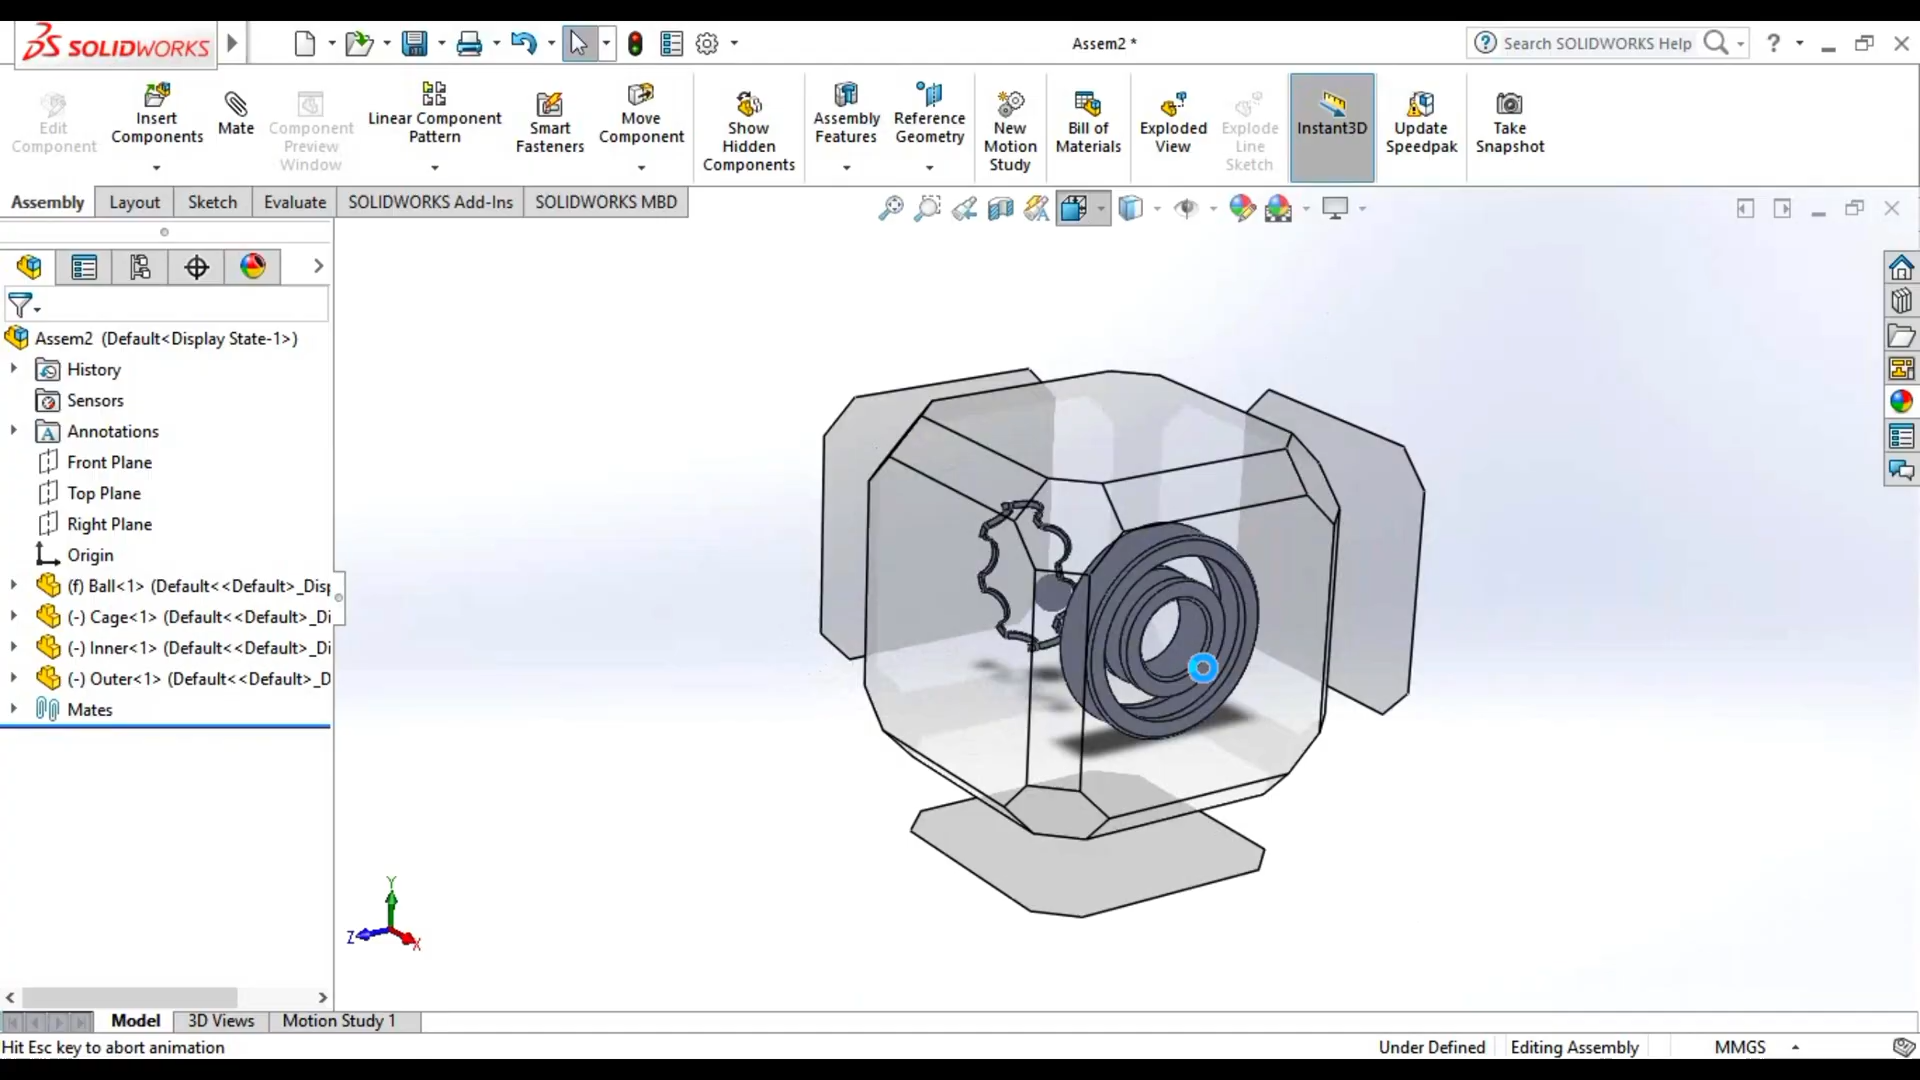 SOLIDWORKS
Assem2 *
Search SOLIDWORKS Help
?
Edit Component
Insert Components
Mate
Component Preview Window
Linear Component Pattern
Smart Fasteners
Move Component
Show Hidden Components
Assembly Features
Reference Geometry
New Motion Study
Bill of Materials
Exploded View
Explode Line Sketch
Instant3D
Update Speedpak
Take Snapshot
Assembly
Layout
Sketch
Evaluate
SOLIDWORKS Add-Ins
SOLIDWORKS MBD
Assem2 (Default<Display State-1>)
History
Sensors
Annotations
Front Plane
Top Plane
Right Plane
Origin
(f) Ball<1> (Default<<Default>_Disp
(-) Cage<1> (Default<<Default>_Di
(-) Inner<1> (Default<<Default>_Di
(-) Outer<1> (Default<<Default>_D
Mates
Y
Z
X
Model
3D Views
Motion Study 1
Hit Esc key to abort animation
Under Defined
Editing Assembly
MMGS